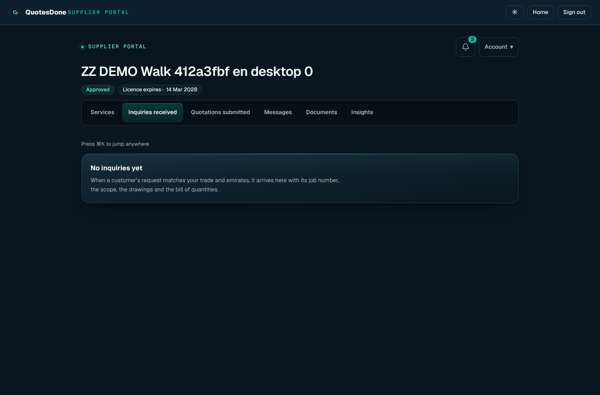 QuotesDone SUPPLIER PORTAL
Home
Sign out
SUPPLIER PORTAL
2
Account ▾
ZZ DEMO Walk 412a3fbf en desktop 0
Approved
Licence expires · 14 Mar 2028
Services
Inquiries received
Quotations submitted
Messages
Documents
Insights
Press ⌘K to jump anywhere
No inquiries yet
When a customer's request matches your trade and emirates, it arrives here with its job number,
the scope, the drawings and the bill of quantities.